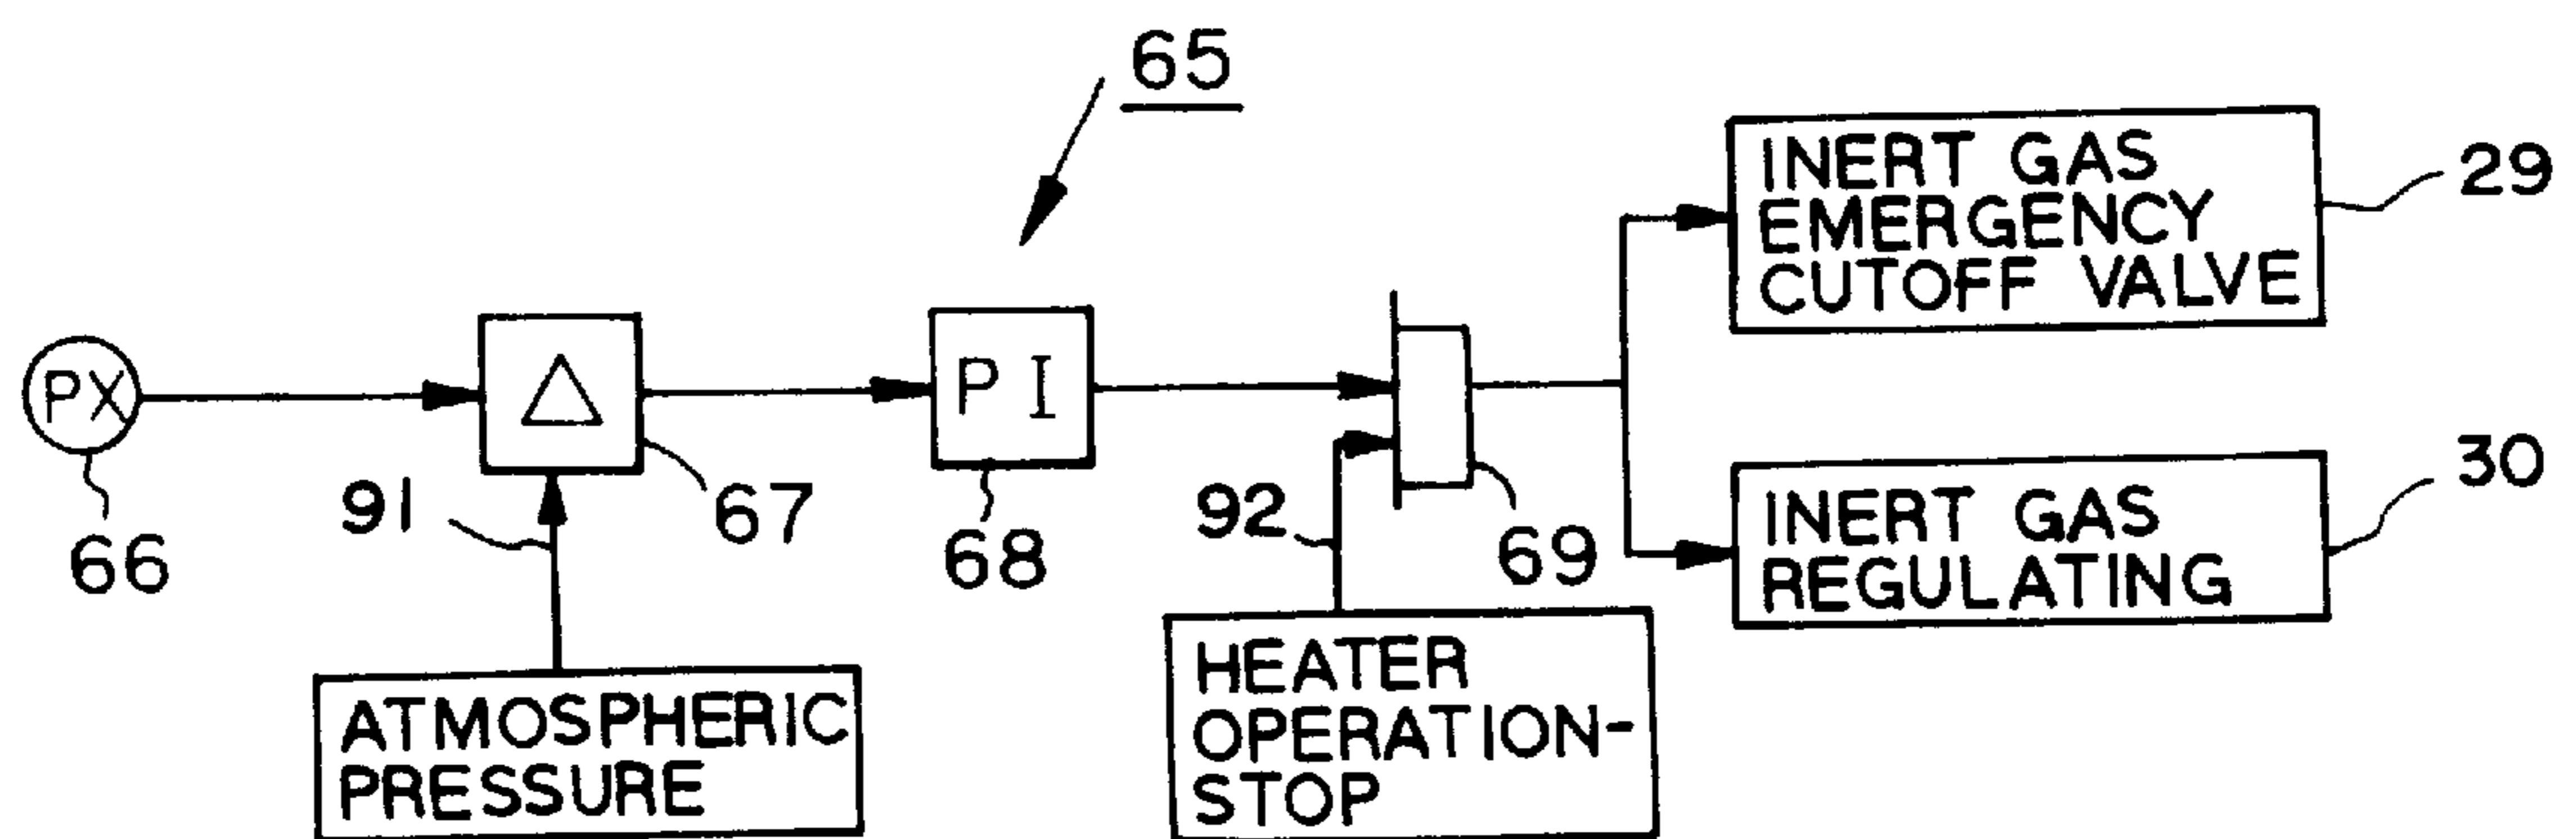 65
INERT GAS
EMERGENCY
CUTOFF VALVE
29
PX
66
△
67
91
ATMOSPHERIC
PRESSURE
PI
68
92
69
HEATER
OPERATION-
STOP
INERT GAS
REGULATING
30